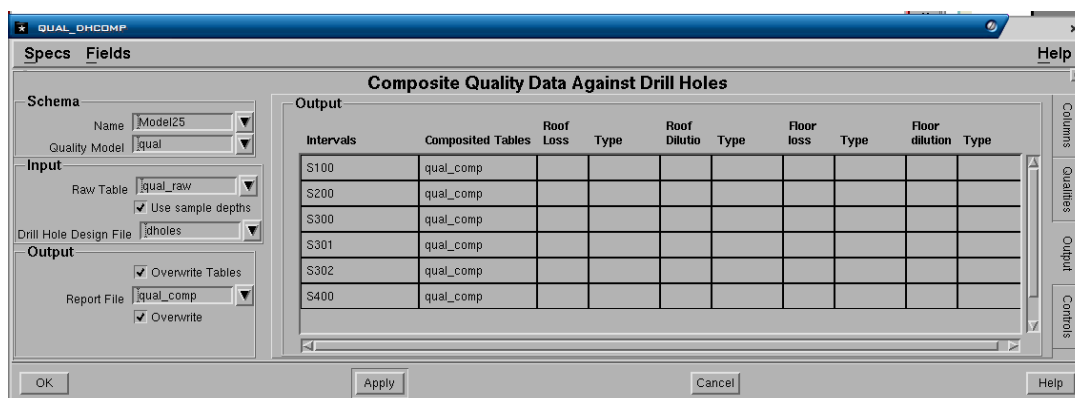 QUAL_DHCOMP
Specs Fields Help
Composite Quality Data Against Drill Holes
Schema
Name Model25
Quality Model qual
Input
Raw Table qual_raw
Use sample depths
Drill Hole Design File dholes
Output
Overwrite Tables
Report File qual_comp
Overwrite
Output
Intervals Composited Tables Roof Loss Type Roof Dilutio Type Floor loss Type Floor dilution Type
S100 qual_comp
S200 qual_comp
S300 qual_comp
S301 qual_comp
S302 qual_comp
S400 qual_comp
Columns
Qualities
Output
Controls
OK Apply Cancel Help